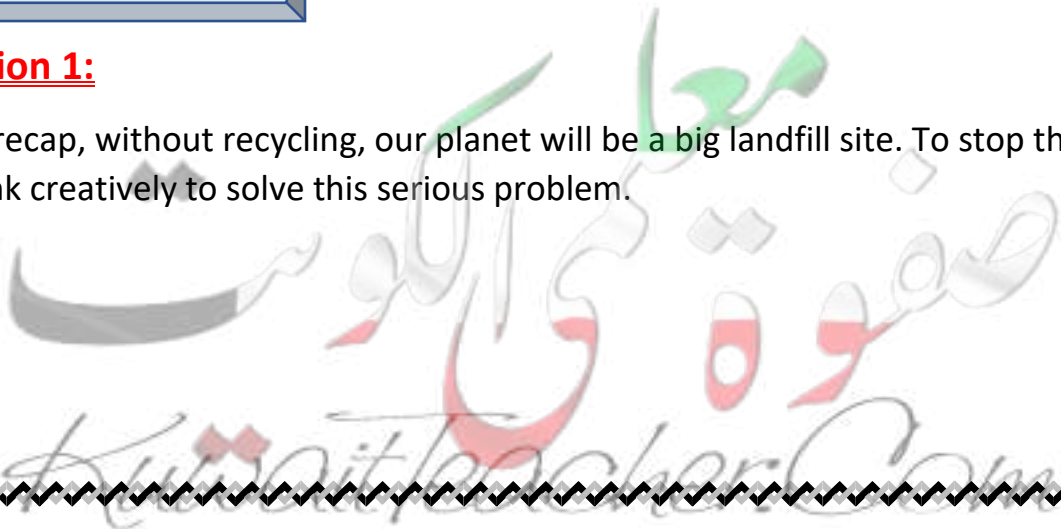 ion 1:
recap, without recycling, our planet will be a big landfill site. To stop th
nk creatively to solve this serious problem.
صفوة معلمى الكويت
KuwaitTeacher.Com